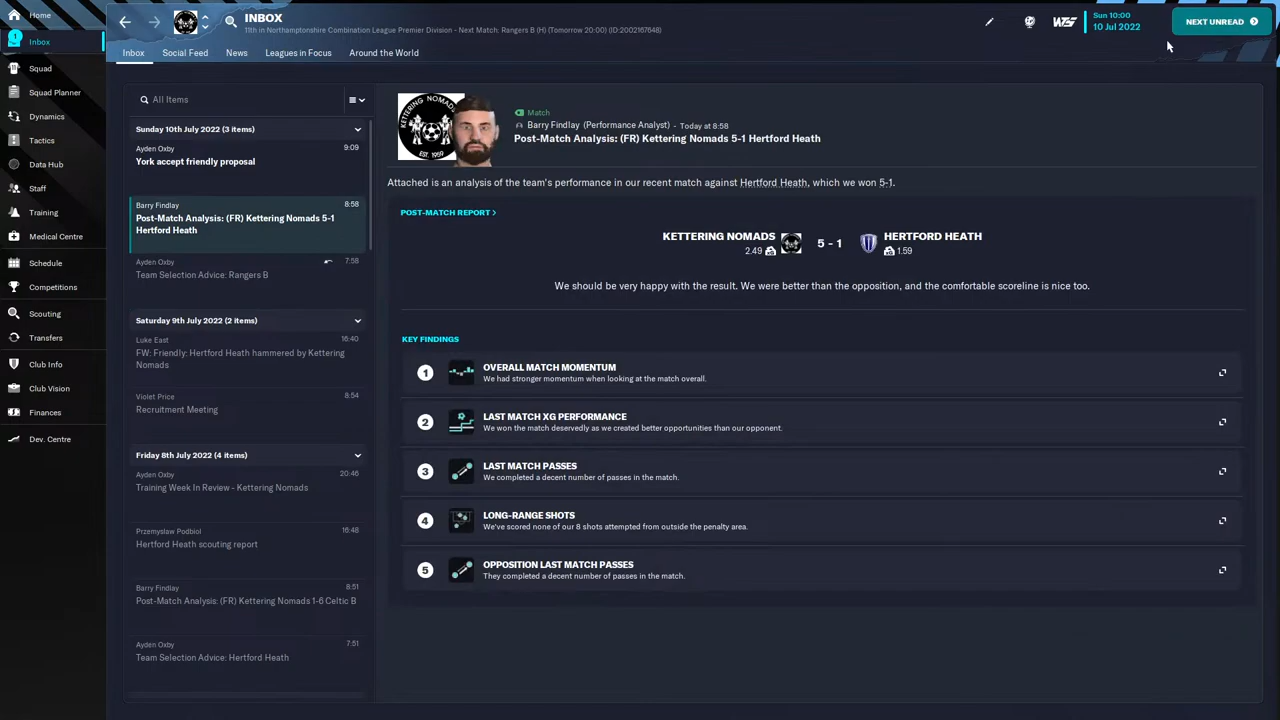 Home
1
Inbox
Squad
Squad Planner
Dynamics
Tactics
Data Hub
Staff
Training
Medical Centre
Schedule
Competitions
Scouting
Transfers
Club Info
Club Vision
Finances
Dev. Centre
INBOX
11th in Northamptonshire Combination League Premier Division - Next Match: Rangers B (H) (Tomorrow 20:00) (ID:2002167648)
Sun 10:00
10 Jul 2022
NEXT UNREAD
Inbox
Social Feed
News
Leagues in Focus
Around the World
All Items
Sunday 10th July 2022 (3 items)
Ayden Oxby 9:09
York accept friendly proposal
Barry Findlay 8:58
Post-Match Analysis: (FR) Kettering Nomads 5-1
Hertford Heath
Ayden Oxby 7:58
Team Selection Advice: Rangers B
Saturday 9th July 2022 (2 items)
Luke East 16:40
FW: Friendly: Hertford Heath hammered by Kettering
Nomads
Violet Price 8:54
Recruitment Meeting
Friday 8th July 2022 (4 items)
Ayden Oxby 20:46
Training Week In Review - Kettering Nomads
Przemyslaw Podbiol 16:48
Hertford Heath scouting report
Barry Findlay 8:51
Post-Match Analysis: (FR) Kettering Nomads 1-6 Celtic B
Ayden Oxby 7:51
Team Selection Advice: Hertford Heath
KETTERING NOMADS
EST. 1959
Match
Barry Findlay (Performance Analyst) - Today at 8:58
Post-Match Analysis: (FR) Kettering Nomads 5-1 Hertford Heath
Attached is an analysis of the team's performance in our recent match against Hertford Heath, which we won 5-1.
POST-MATCH REPORT >
KETTERING NOMADS 5 - 1 HERTFORD HEATH
2.49 1.59
We should be very happy with the result. We were better than the opposition, and the comfortable scoreline is nice too.
KEY FINDINGS
1 OVERALL MATCH MOMENTUM
We had stronger momentum when looking at the match overall.
2 LAST MATCH XG PERFORMANCE
We won the match deservedly as we created better opportunities than our opponent.
3 LAST MATCH PASSES
We completed a decent number of passes in the match.
4 LONG-RANGE SHOTS
We've scored none of our 8 shots attempted from outside the penalty area.
5 OPPOSITION LAST MATCH PASSES
They completed a decent number of passes in the match.